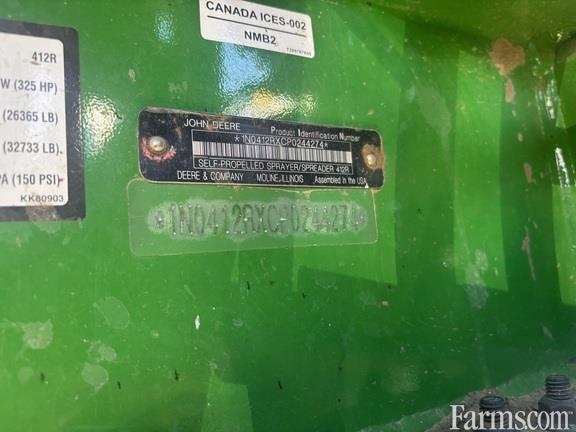 CANADA ICES-002
NMB2
412R
W (325 HP)
(26365 LB)
(32733 LB).
PA (150 PSI)
KK80903
JOHN DEERE Product Identification Number
*1N0412RXCP0244274*
SELF-PROPELLED SPRAYER/SPREADER 412R
DEERE & COMPANY MOLINE, ILLINOIS Assembled in the USA
*1N0412RXCP0244274*
Farms.com